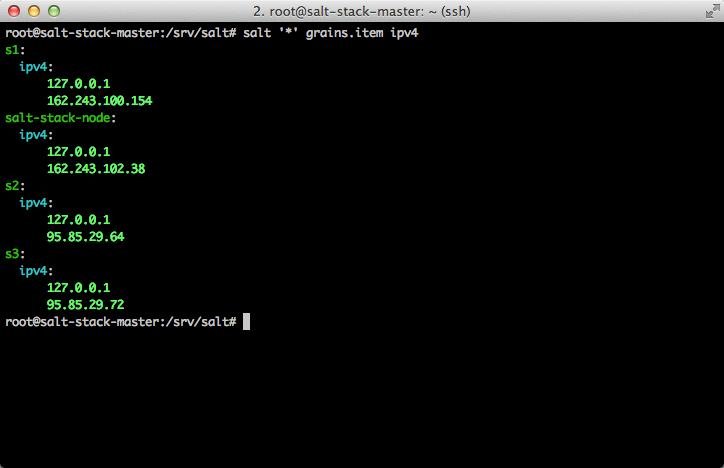 2. root@salt-stack-master: ~ (ssh)
root@salt-stack-master:/srv/salt# salt '*' grains.item ipv4
s1:
  ipv4:
      127.0.0.1
      162.243.100.154
salt-stack-node:
  ipv4:
      127.0.0.1
      162.243.102.38
s2:
  ipv4:
      127.0.0.1
      95.85.29.64
s3:
  ipv4:
      127.0.0.1
      95.85.29.72
root@salt-stack-master:/srv/salt#